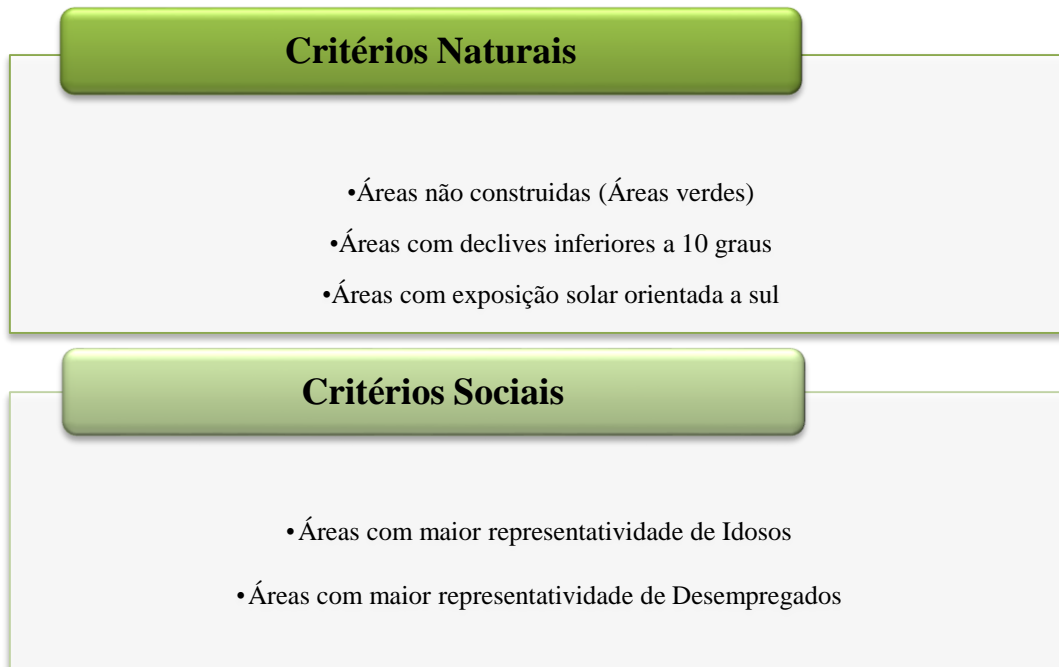 Critérios Naturais
•Áreas não construidas (Áreas verdes)
•Áreas com declives inferiores a 10 graus
•Áreas com exposição solar orientada a sul
Critérios Sociais
•Áreas com maior representatividade de Idosos
•Áreas com maior representatividade de Desempregados